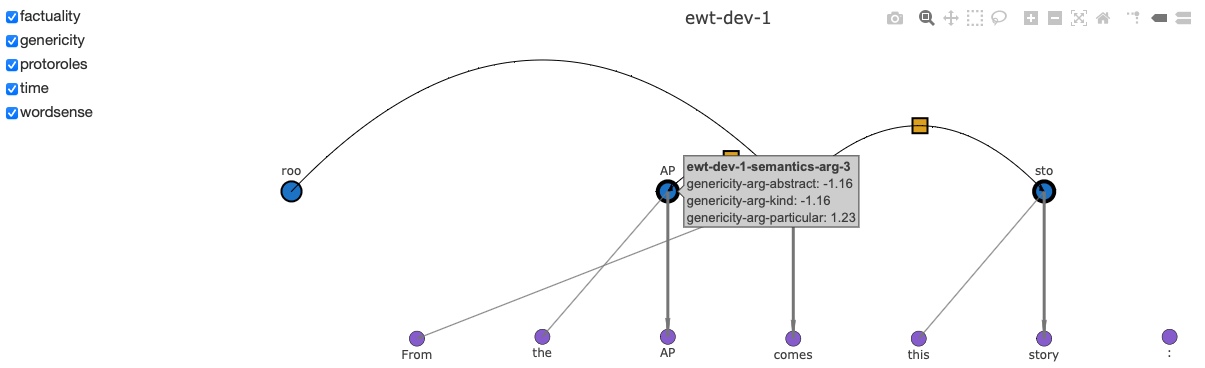 ewt-dev-1
factuality
genericity
protoroles
time
wordsense
roo
AP
sto
ewt-dev-1-semantics-arg-3
genericity-arg-abstract: -1.16
genericity-arg-kind: -1.16
genericity-arg-particular: 1.23
From
the
AP
comes
this
story
: